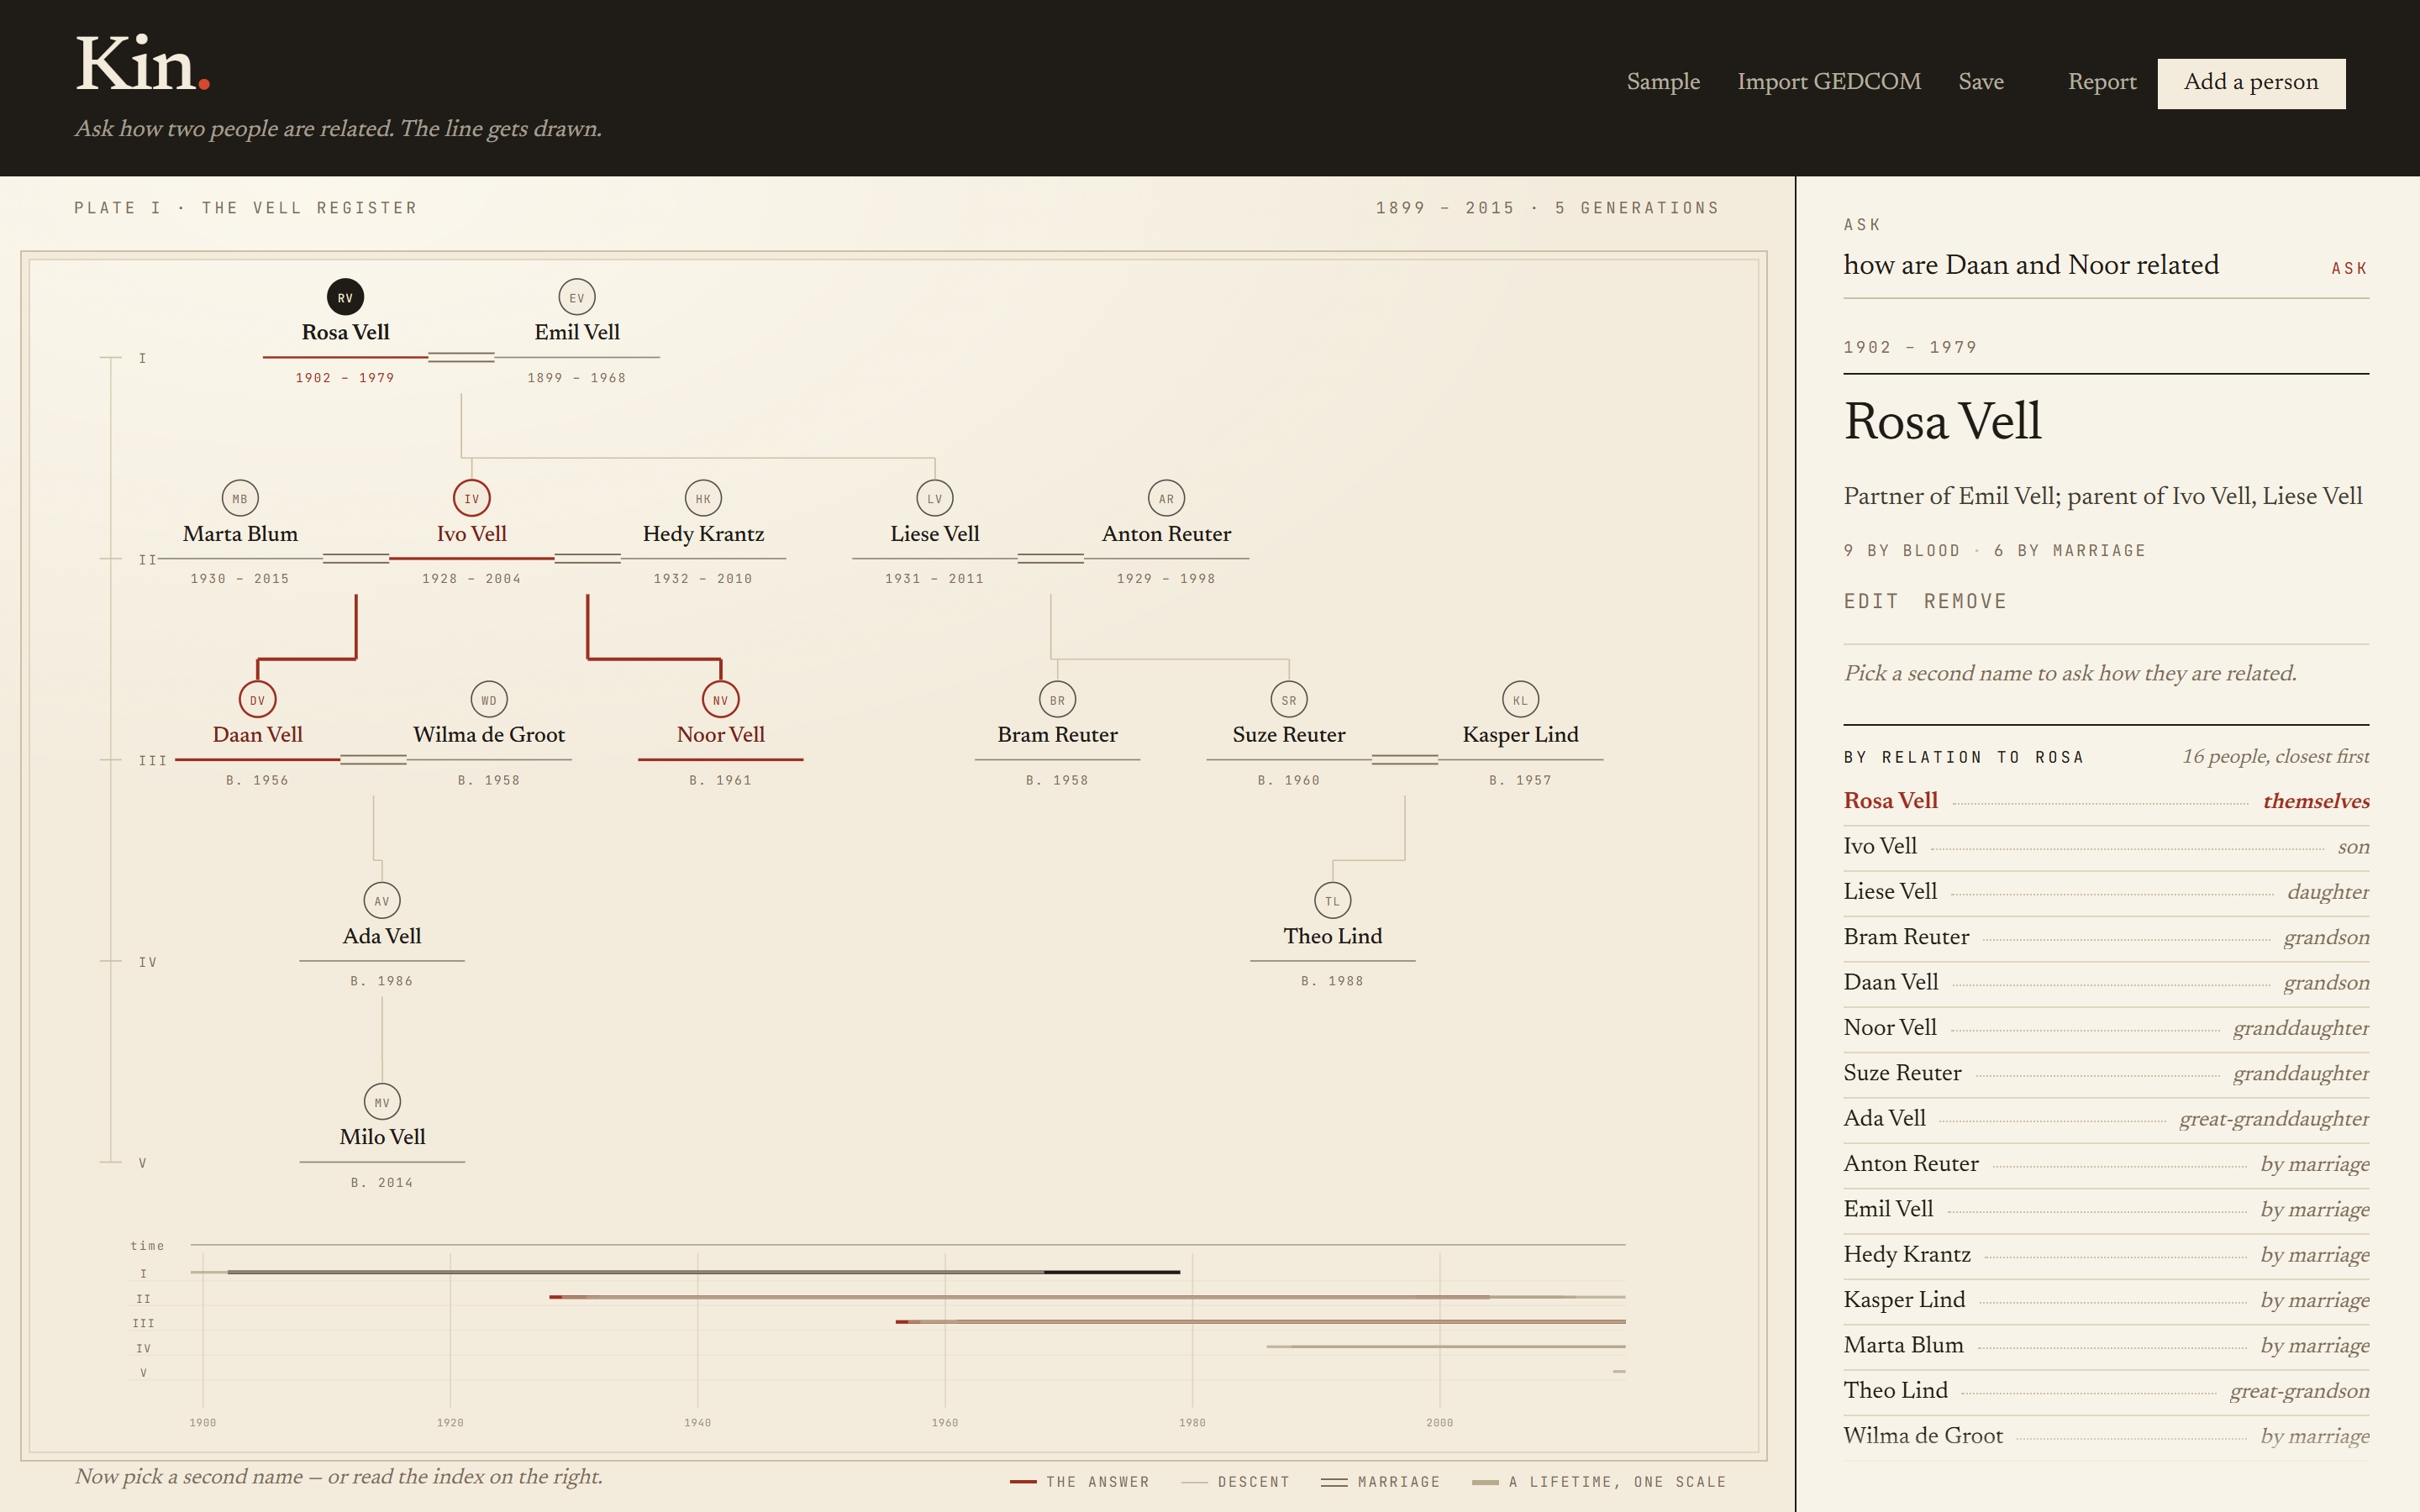 Kin.
Ask how two people are related. The line gets drawn.
Sample Import GEDCOM Save Report Add a person
PLATE I · THE VELL REGISTER
1899 – 2015 · 5 GENERATIONS
RV EV
Rosa Vell Emil Vell
I
1902 – 1979 1899 – 1968
MB IV HK LV AR
Marta Blum Ivo Vell Hedy Krantz Liese Vell Anton Reuter
II
1930 – 2015 1928 – 2004 1932 – 2010 1931 – 2011 1929 – 1998
DV WD NV BR SR KL
Daan Vell Wilma de Groot Noor Vell Bram Reuter Suze Reuter Kasper Lind
III
B. 1956 B. 1958 B. 1961 B. 1958 B. 1960 B. 1957
AV TL
Ada Vell Theo Lind
IV
B. 1986 B. 1988
MV
Milo Vell
V
B. 2014
time
I
II
III
IV
V
1900 1920 1940 1960 1980 2000
Now pick a second name — or read the index on the right.
THE ANSWER DESCENT MARRIAGE A LIFETIME, ONE SCALE
ASK
how are Daan and Noor related ASK
1902 – 1979
Rosa Vell
Partner of Emil Vell; parent of Ivo Vell, Liese Vell
9 BY BLOOD · 6 BY MARRIAGE
EDIT REMOVE
Pick a second name to ask how they are related.
BY RELATION TO ROSA 16 people, closest first
Rosa Vell themselves
Ivo Vell son
Liese Vell daughter
Bram Reuter grandson
Daan Vell grandson
Noor Vell granddaughter
Suze Reuter granddaughter
Ada Vell great-granddaughter
Anton Reuter by marriage
Emil Vell by marriage
Hedy Krantz by marriage
Kasper Lind by marriage
Marta Blum by marriage
Theo Lind great-grandson
Wilma de Groot by marriage